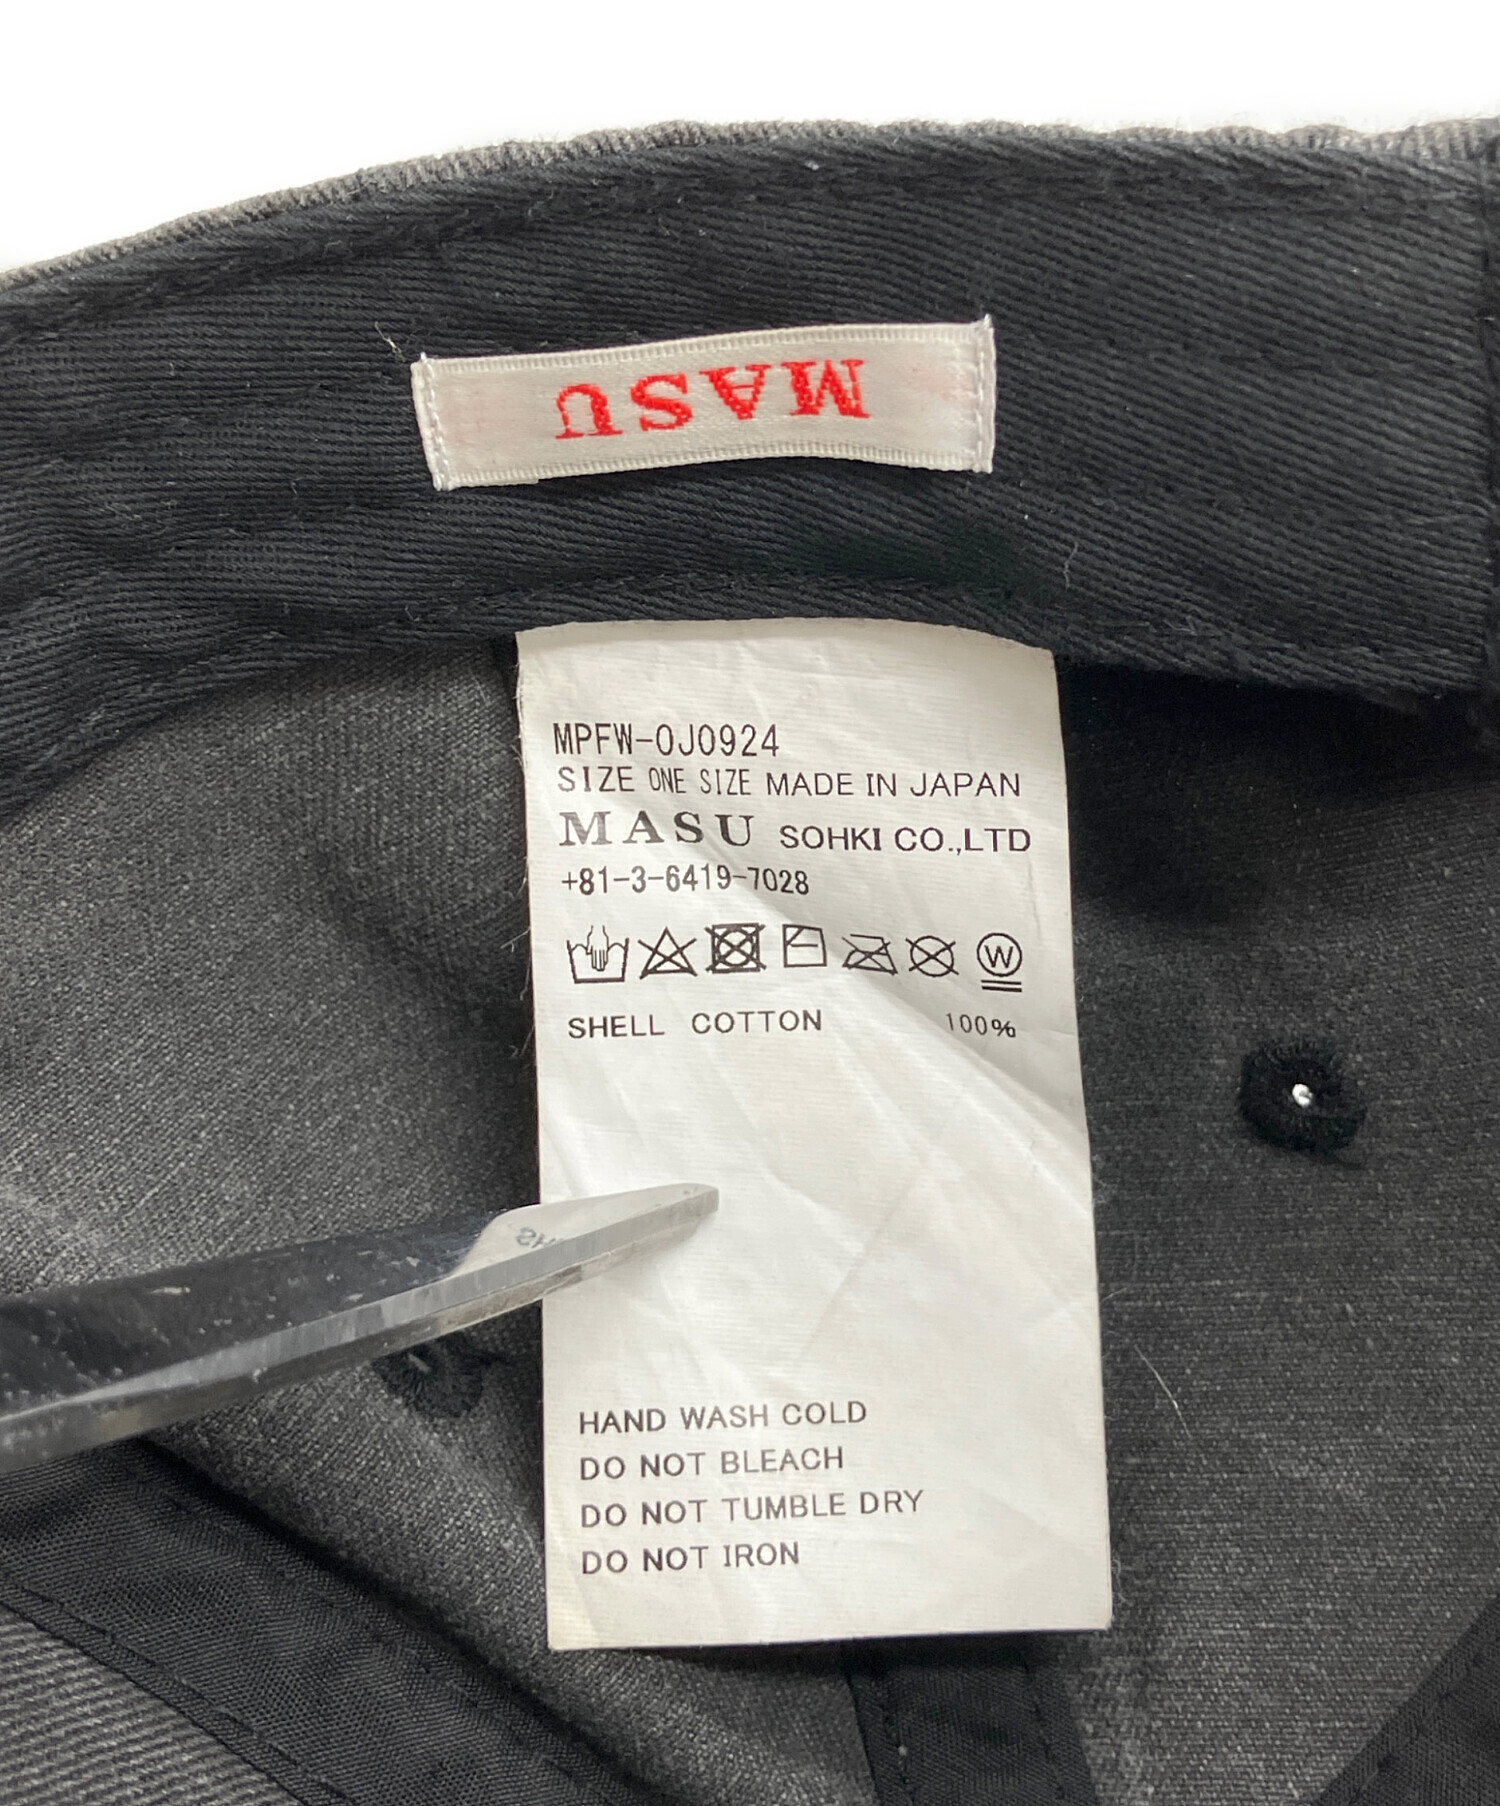 MASU
MPFW-0J0924
SIZE ONE SIZE MADE IN JAPAN
MASU SOHKI CO.,LTD
+81-3-6419-7028
W
SHELL COTTON 100%
HAND WASH COLD
DO NOT BLEACH
DO NOT TUMBLE DRY
DO NOT IRON